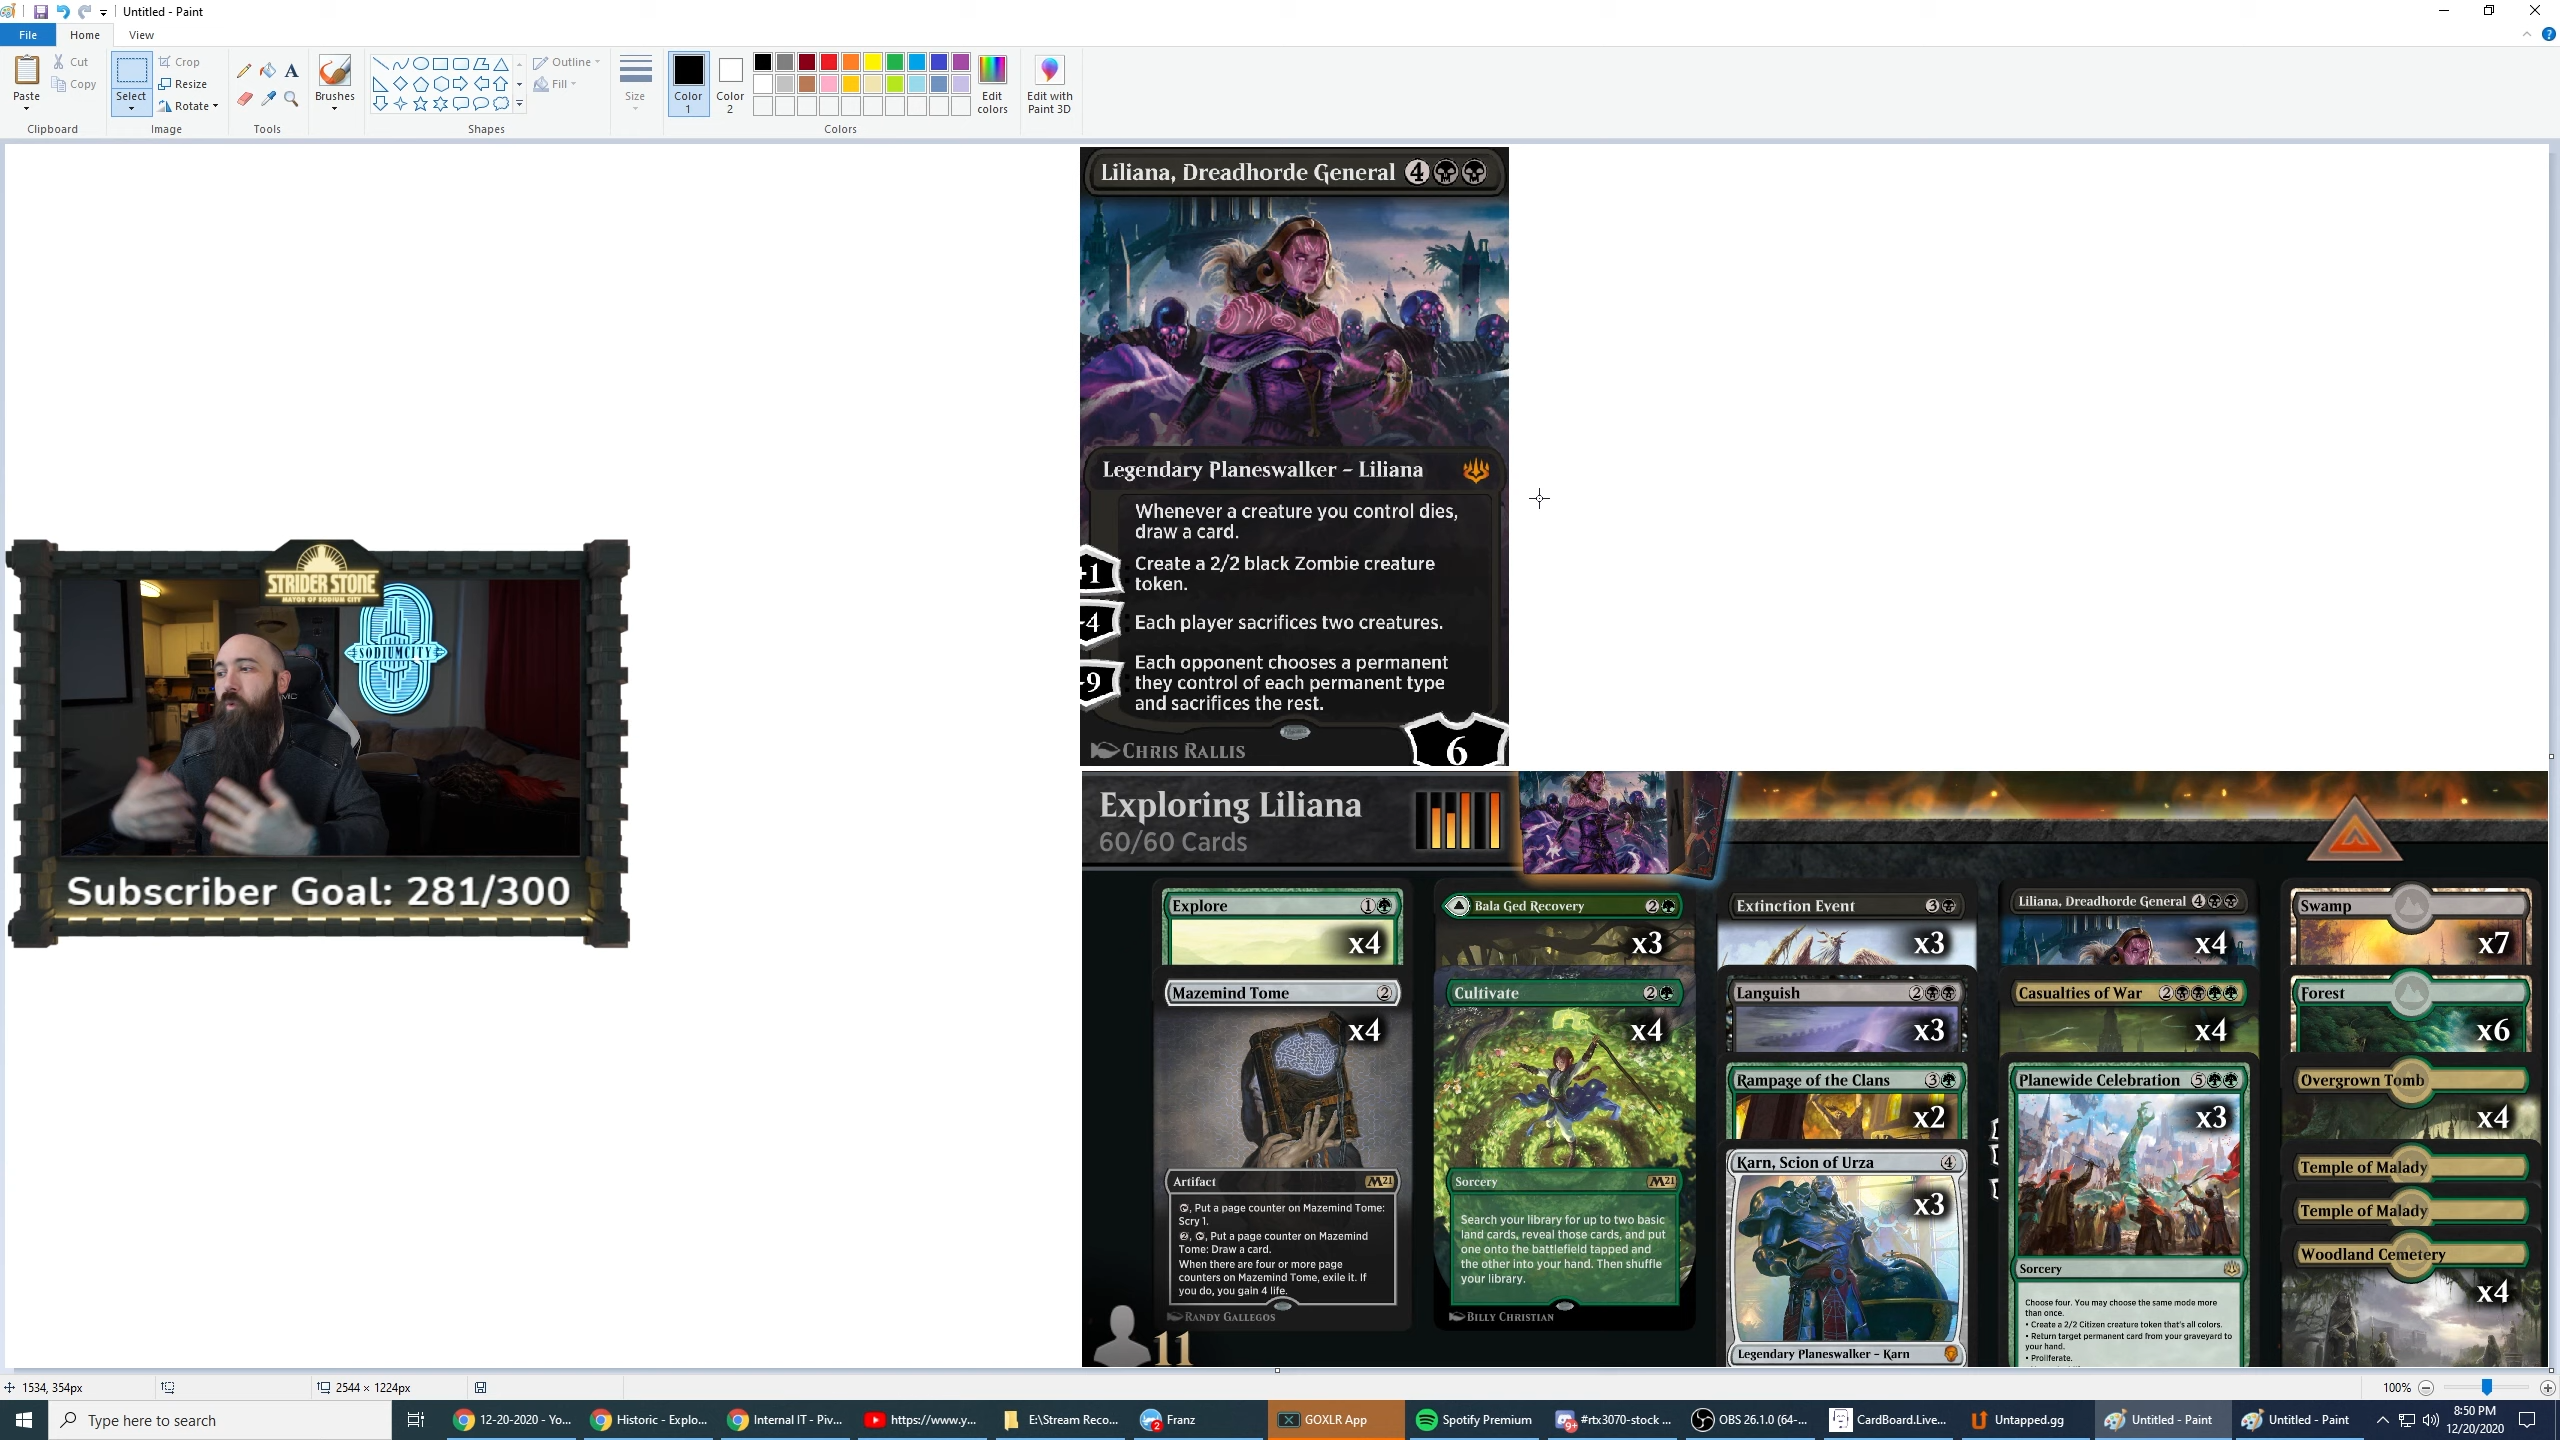 Untitled - Paint
File
Home
View
Paste
Cut
Copy
Clipboard
Select
Crop
Resize
Rotate
Image
A
Tools
Brushes
Shapes
Outline
Fill
Size
Color
1
Color
2
Edit
colors
Edit with
Paint 3D
Colors
Liliana, Dreadhorde General 4
Legendary Planeswalker - Liliana
Whenever a creature you control dies,
draw a card.
+1
Create a 2/2 black Zombie creature
token.
-4
Each player sacrifices two creatures.
-9
Each opponent chooses a permanent
they control of each permanent type
and sacrifices the rest.
CHRIS RALLIS
6
STRIDER STONE
MAYOR OF SODIUM CITY
SODIUMCITY
Subscriber Goal: 281/300
Exploring Liliana
60/60 Cards
Explore 1
x4
Mazemind Tome 2
x4
Artifact M21
, Put a page counter on Mazemind Tome:
Scry 1.
2, , Put a page counter on Mazemind
Tome: Draw a card.
When there are four or more page
counters on Mazemind Tome, exile it. If
you do, you gain 4 life.
RANDY GALLEGOS
11
Bala Ged Recovery 2
x3
Cultivate 2
x4
Sorcery M21
Search your library for up to two basic
land cards, reveal those cards, and put
one onto the battlefield tapped and
the other into your hand. Then shuffle
your library.
BILLY CHRISTIAN
Extinction Event 3
x3
Languish 2
x3
Rampage of the Clans 3
x2
Karn, Scion of Urza 4
x3
Legendary Planeswalker - Karn
Liliana, Dreadhorde General 4
x4
Casualties of War 2
x4
Planewide Celebration 5
x3
Sorcery
Choose four. You may choose the same mode more
than once.
• Create a 2/2 Citizen creature token that's all colors.
• Return target permanent card from your graveyard to
your hand.
• Proliferate.
Swamp
x7
Forest
x6
Overgrown Tomb
x4
Temple of Malady
Temple of Malady
Woodland Cemetery
x4
1534, 354px
2544 × 1224px
100%
Type here to search
12-20-2020 - Yo...
Historic - Explo...
Internal IT - Piv...
https://www.y...
E:\Stream Reco...
Franz
GOXLR App
Spotify Premium
#rtx3070-stock ...
OBS 26.1.0 (64-...
CardBoard.Live...
Untapped.gg
Untitled - Paint
Untitled - Paint
8:50 PM
12/20/2020